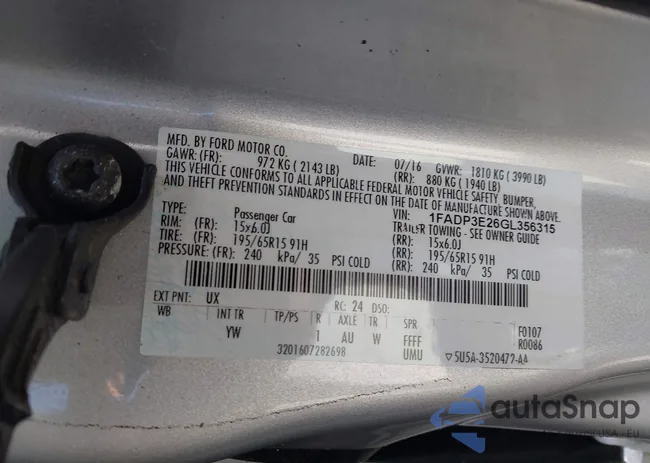 MFD. BY FORD MOTOR CO. 07/16 GVWR: 1810 KG ( 3990 LB)
GAWR: (FR): 972 KG ( 2143 LB) (RR): 880 KG ( 1940 LB)
THIS VEHICLE CONFORMS TO ALL APPLICABLE FEDERAL MOTOR VEHICLE SAFETY, BUMPER,
AND THEFT PREVENTION STANDARDS IN EFFECT ON THE DATE OF MANUFACTURE SHOWN ABOVE.
VIN: 1FADP3E26GL356315
TYPE: Passenger Car TRAILER TOWING - SEE OWNER GUIDE
RIM: (FR): 15x6.0J (RR): 15x6.0J
TIRE: (FR): 195/65R15 91H (RR): 195/65R15 91H
PRESSURE: (FR): 240 kPa/ 35 PSI COLD (RR): 240 kPa/ 35 PSI COLD
EXT PNT: UX RC: 24 DSO:
WB INT TR TP/PS R AXLE TR SPR F0107
YW 1 AU W FFFF R0086
3201607282698 UMU ▽5U5A-3520472-AA
autoSnap